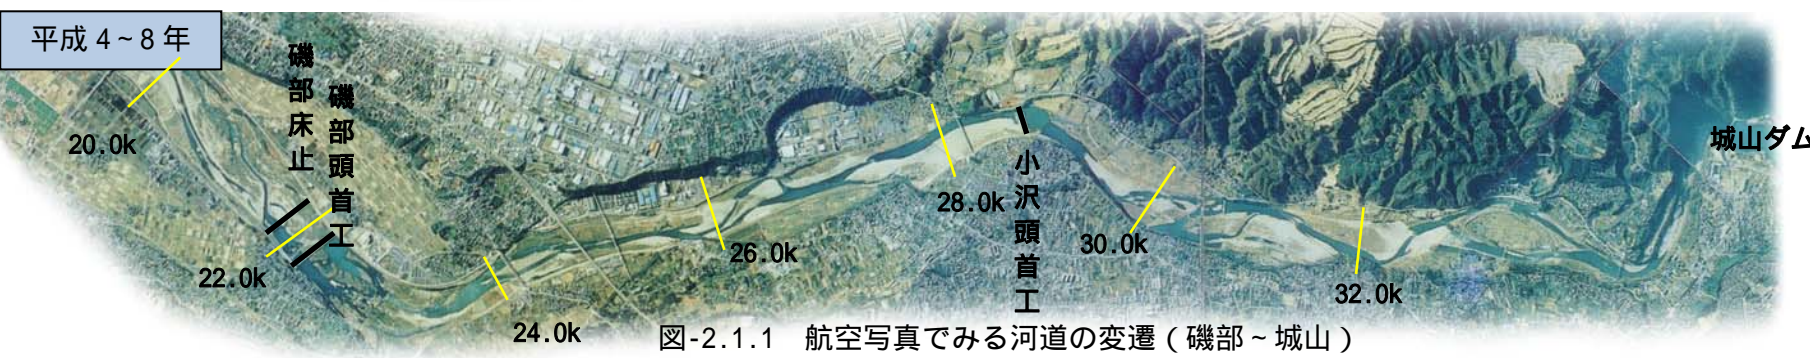 平成4~8年
磯部床止
磯部頭首工
20.0k
22.0k
24.0k
26.0k
28.0k
小沢頭首工
30.0k
32.0k
城山ダム
図-2.1.1 航空写真でみる河道の変遷(磯部~城山)